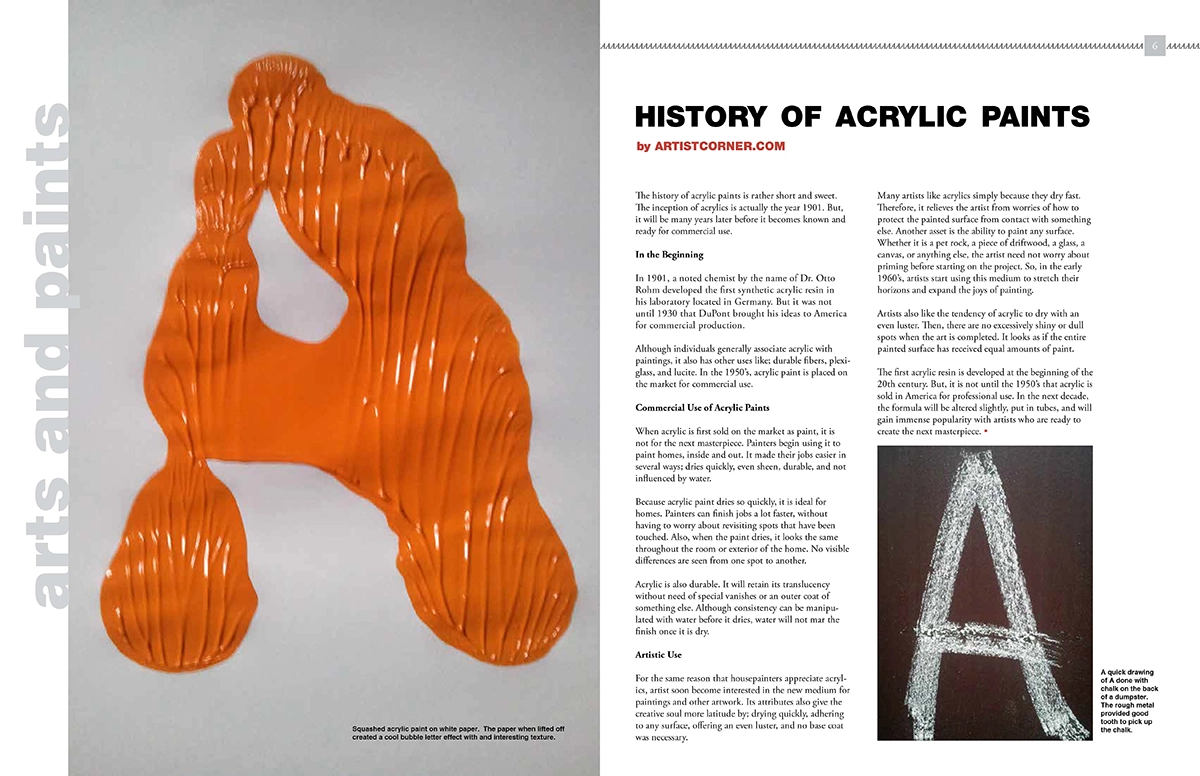 arts and paints
A
Squashed acrylic paint on white paper. The paper when lifted off
created a cool bubble letter effect with and interesting texture.
6
HISTORY OF ACRYLIC PAINTS
by ARTISTCORNER.COM
The history of acrylic paints is rather short and sweet.
The inception of acrylics is actually the year 1901. But,
it will be many years later before it becomes known and
ready for commercial use.
In the Beginning
In 1901, a noted chemist by the name of Dr. Otto
Rohm developed the first synthetic acrylic resin in
his laboratory located in Germany. But it was not
until 1930 that DuPont brought his ideas to America
for commercial production.
Although individuals generally associate acrylic with
paintings, it also has other uses like; durable fibers, plexi-
glass, and lucite. In the 1950's, acrylic paint is placed on
the market for commercial use.
Commercial Use of Acrylic Paints
When acrylic is first sold on the market as paint, it is
not for the next masterpiece. Painters begin using it to
paint homes, inside and out. It made their jobs easier in
several ways; dries quickly, even sheen, durable, and not
influenced by water.
Because acrylic paint dries so quickly, it is ideal for
homes. Painters can finish jobs a lot faster, without
having to worry about revisiting spots that have been
touched. Also, when the paint dries, it looks the same
throughout the room or exterior of the home. No visible
differences are seen from one spot to another.
Acrylic is also durable. It will retain its translucency
without need of special vanishes or an outer coat of
something else. Although consistency can be manipu-
lated with water before it dries, water will not mar the
finish once it is dry.
Artistic Use
For the same reason that housepainters appreciate acryl-
ics, artist soon become interested in the new medium for
paintings and other artwork. Its attributes also give the
creative soul more latitude by: drying quickly, adhering
to any surface, offering an even luster, and no base coat
was necessary.
Many artists like acrylics simply because they dry fast.
Therefore, it relieves the artist from worries of how to
protect the painted surface from contact with something
else. Another asset is the ability to paint any surface.
Whether it is a pet rock, a piece of driftwood, a glass, a
canvas, or anything else, the artist need not worry about
priming before starting on the project. So, in the early
1960's, artists start using this medium to stretch their
horizons and expand the joys of painting.
Artists also like the tendency of acrylic to dry with an
even luster. Then, there are no excessively shiny or dull
spots when the art is completed. It looks as if the entire
painted surface has received equal amounts of paint.
The first acrylic resin is developed at the beginning of the
20th century. But, it is not until the 1950's that acrylic is
sold in America for professional use. In the next decade,
the formula will be altered slightly, put in tubes, and will
gain immense popularity with artists who are ready to
create the next masterpiece. •
A
A quick drawing
of A done with
chalk on the back
of a dumpster.
The rough metal
provided good
tooth to pick up
the chalk.